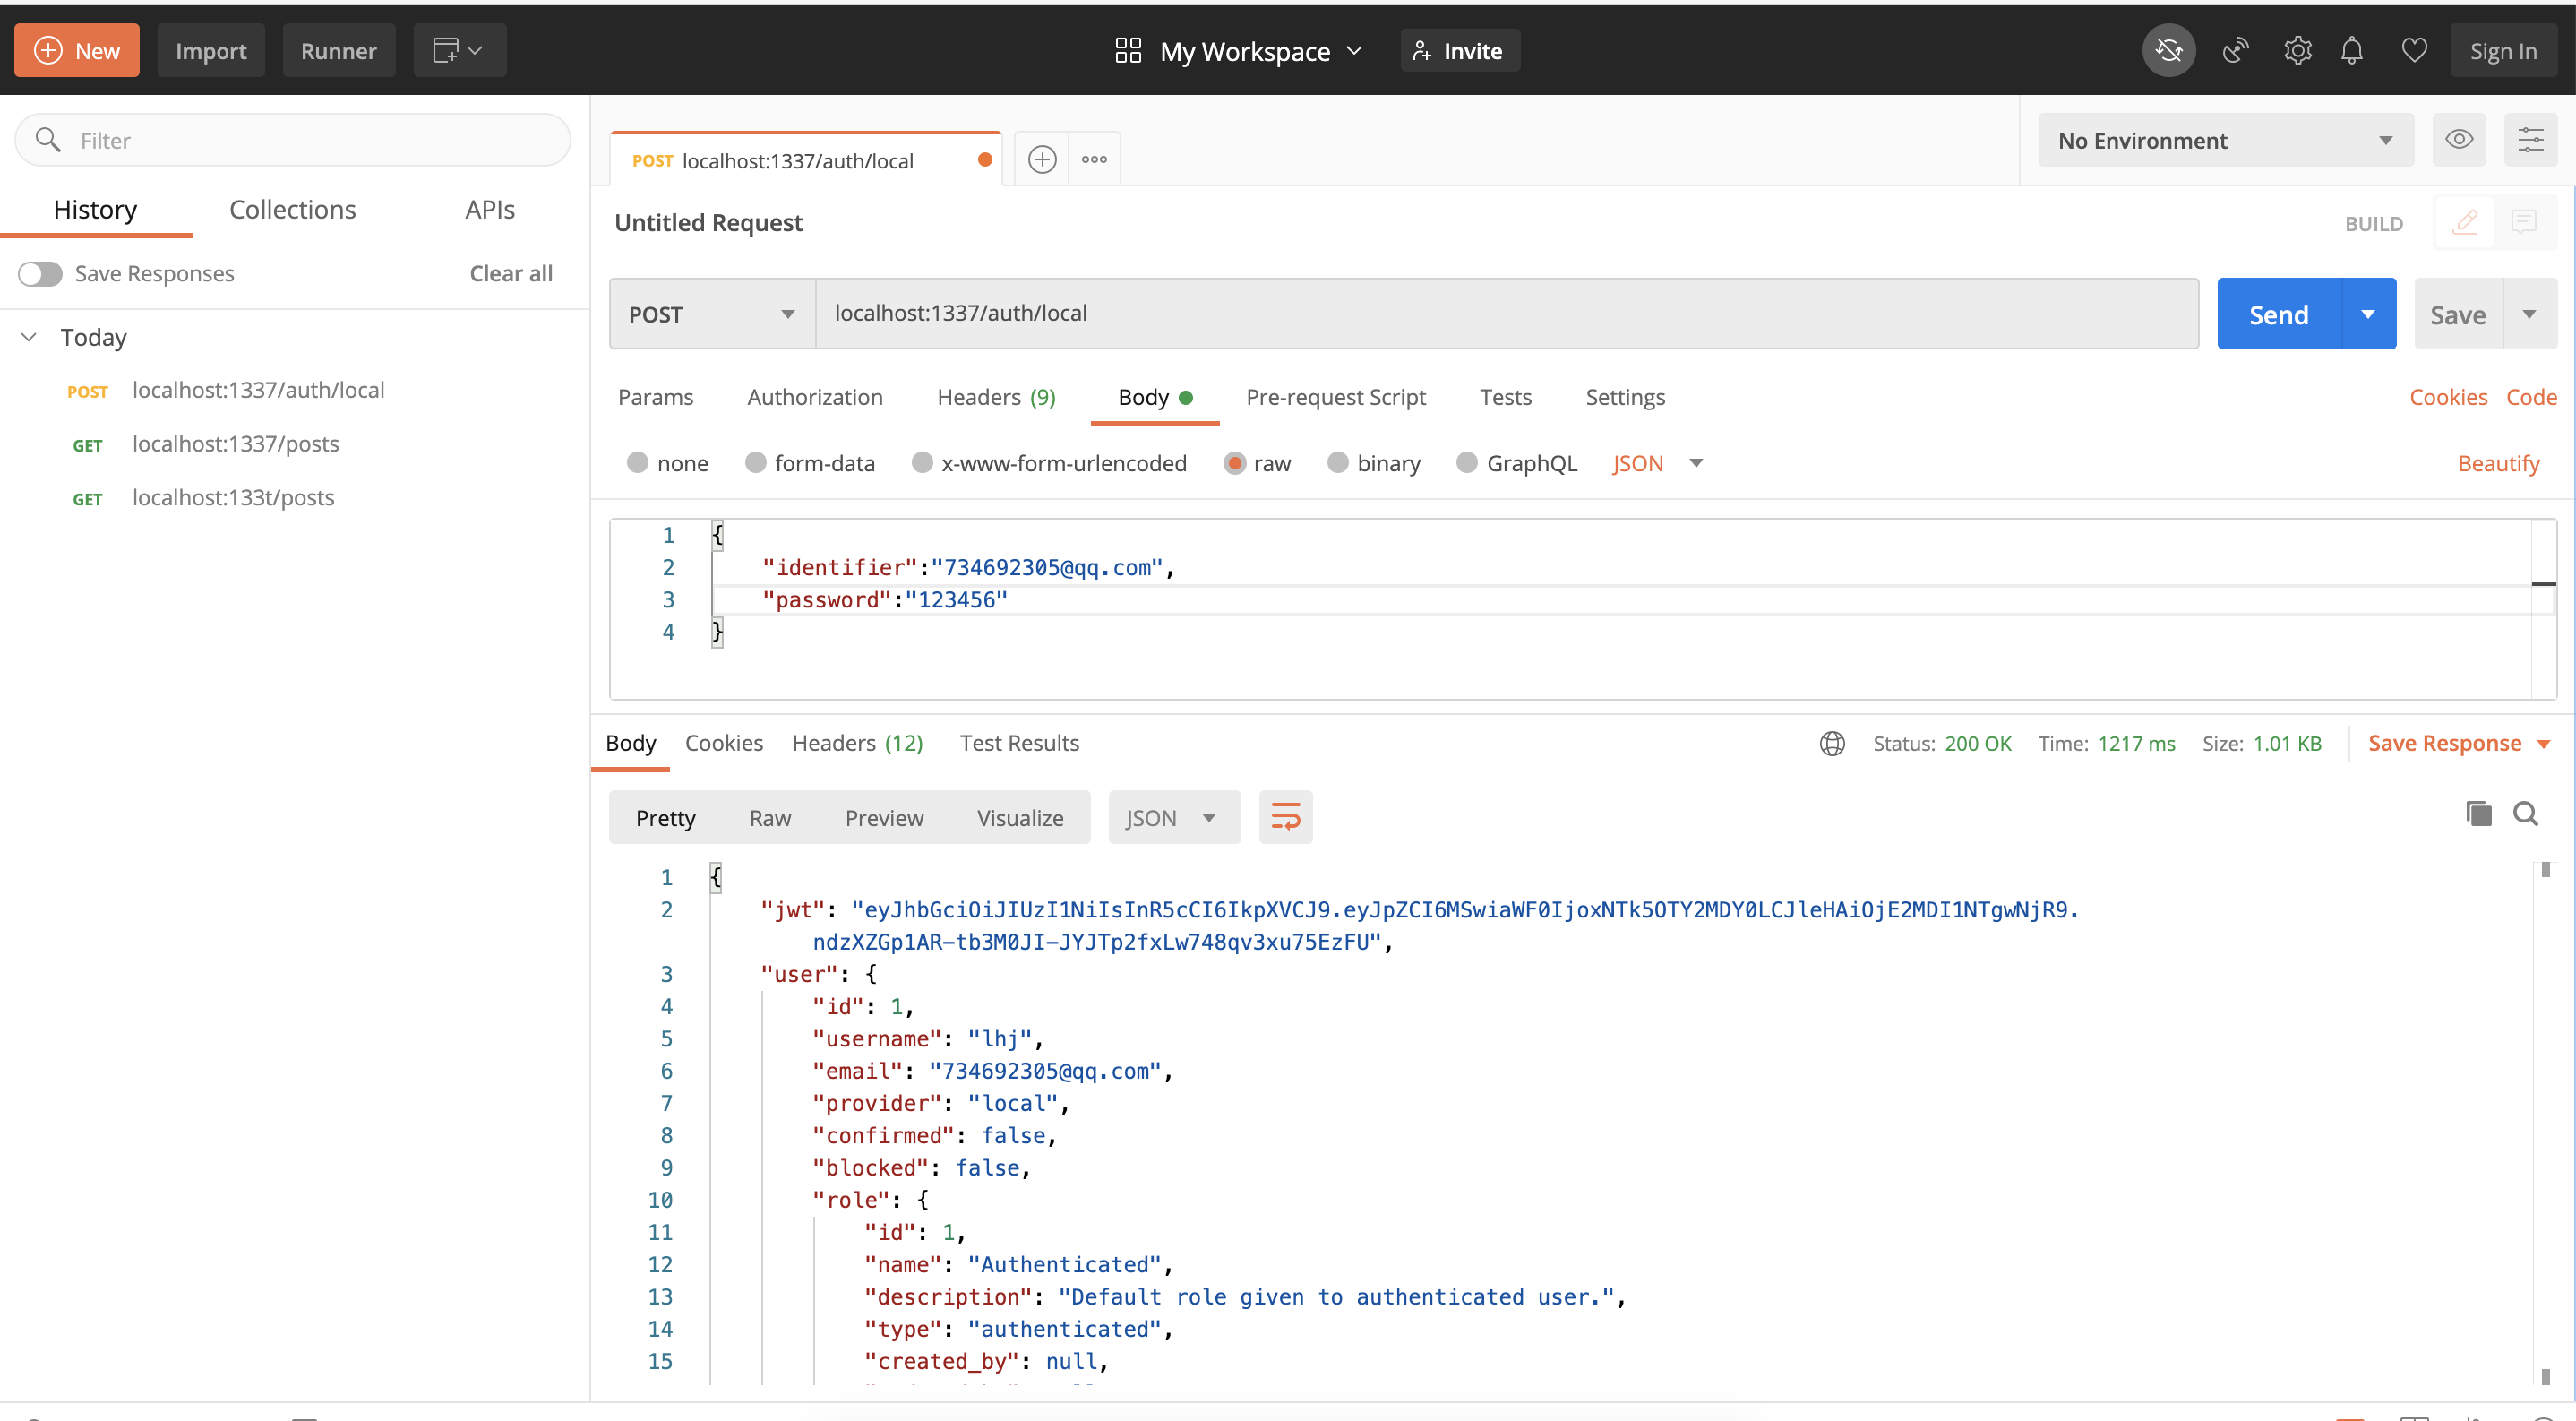 New Import Runner My Workspace Invite Sign In
Filter
History Collections APIs
Save Responses Clear all
Today
POST localhost:1337/auth/local
GET localhost:1337/posts
GET localhost:133t/posts
POST localhost:1337/auth/local
No Environment
Untitled Request BUILD
POST localhost:1337/auth/local Send Save
Params Authorization Headers (9) Body Pre-request Script Tests Settings Cookies Code
none form-data x-www-form-urlencoded raw binary GraphQL JSON Beautify
1 {
2 "identifier":"734692305@qq.com",
3 "password":"123456"
4 }
Body Cookies Headers (12) Test Results Status: 200 OK Time: 1217 ms Size: 1.01 KB Save Response
Pretty Raw Preview Visualize JSON
1 {
2 "jwt": "eyJhbGciOiJIUzI1NiIsInR5cCI6IkpXVCJ9.eyJpZCI6MSwiaWF0IjoxNTk5OTY2MDY0LCJleHAiOjE2MDI1NTgwNjR9.
ndzXZGp1AR-tb3M0JI-JYJTp2fxLw748qv3xu75EzFU",
3 "user": {
4 "id": 1,
5 "username": "lhj",
6 "email": "734692305@qq.com",
7 "provider": "local",
8 "confirmed": false,
9 "blocked": false,
10 "role": {
11 "id": 1,
12 "name": "Authenticated",
13 "description": "Default role given to authenticated user.",
14 "type": "authenticated",
15 "created_by": null,